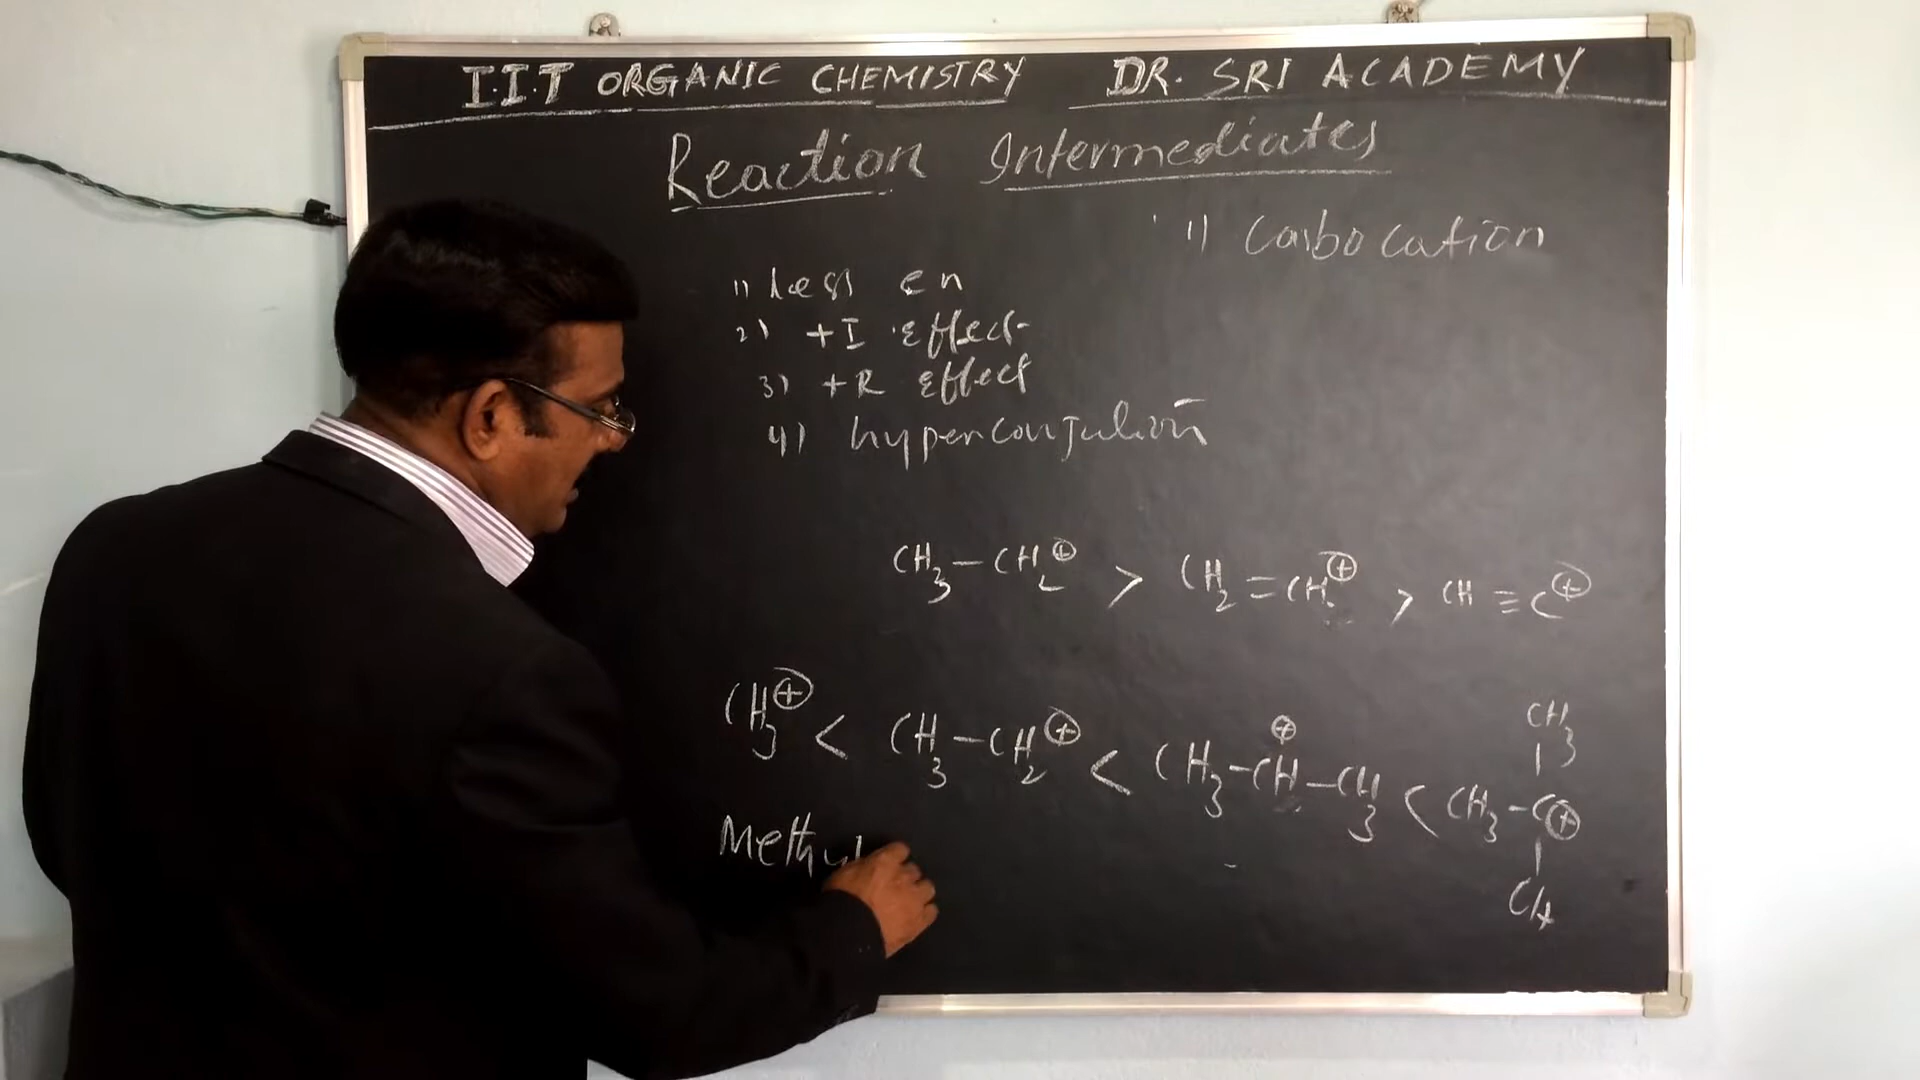 I.I.T ORGANIC CHEMISTRY DR. SRI ACADEMY
Reaction Intermediates
1) Carbocation
1) Less en
2) +I Effect
3) +R Effect
4) hyperconjulion
CH₃–CH₂⊕ > CH₂=CH⊕ > CH≡C⊕
CH₃⊕ < CH₃–CH₂⊕ < CH₃–CH⊕–CH₃ < CH₃–C⊕
CH₃
CH₃
Methyl